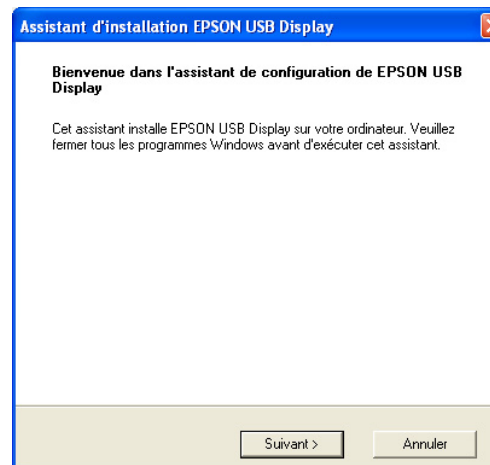 Assistant d'installation EPSON USB Display
Bienvenue dans l'assistant de configuration de EPSON USB
Display
Cet assistant installe EPSON USB Display sur votre ordinateur. Veuillez
fermer tous les programmes Windows avant d'exécuter cet assistant.
Suivant >
Annuler